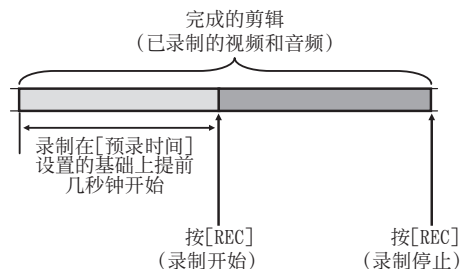 完成的剪辑
（已录制的视频和音频）
录制在[预录时间]
设置的基础上提前
几秒钟开始
按[REC]
（录制开始）
按[REC]
（录制停止）